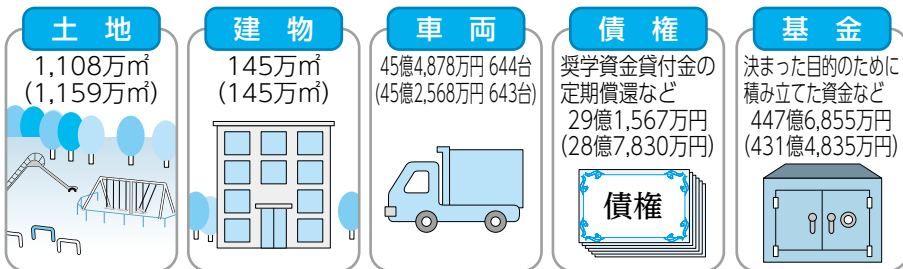 土地
1,108万㎡
(1,159万㎡)
建物
145万㎡
(145万㎡)
車両
45億4,878万円 644台
(45億2,568万円 643台)
債権
奨学資金貸付金の
定期償還など
29億1,567万円
(28億7,830万円)
債権
基金
決まった目的のために
積み立てた資金など
447億6,855万円
(431億4,835万円)